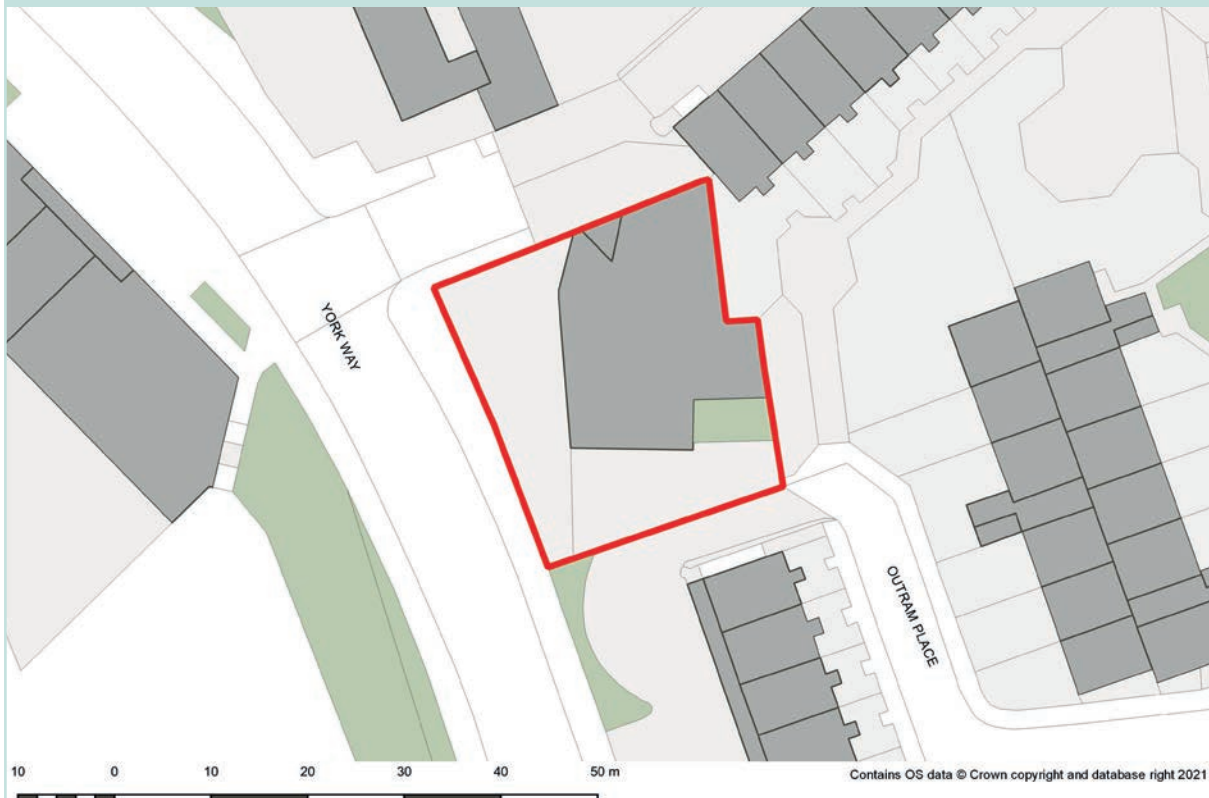 YORK WAY
OUTRAM PLACE
10 0 10 20 30 40 50 m
Contains OS data © Crown copyright and database right 2021